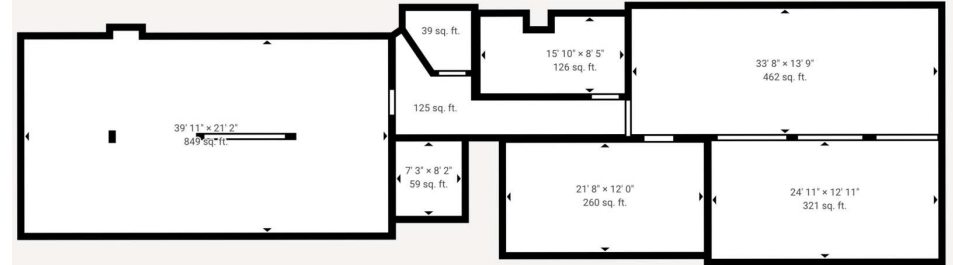 39 sq. ft.
15' 10" × 8' 5"
126 sq. ft.
33' 8" × 13' 9"
462 sq. ft.
125 sq. ft.
39' 11" × 21' 2"
849 sq. ft.
7' 3" × 8' 2"
59 sq. ft.
21' 8" × 12' 0"
260 sq. ft.
24' 11" × 12' 11"
321 sq. ft.